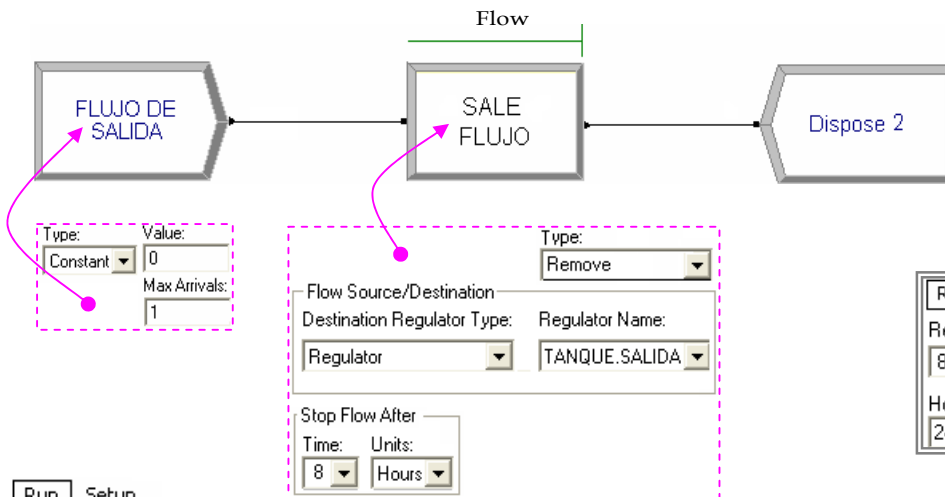 Flow
FLUJO DE
SALIDA
SALE
FLUJO
Dispose 2
Type:
Value:
Constant
0
Max Arrivals:
1
Type:
Remove
Flow Source/Destination
Destination Regulator Type:
Regulator Name:
Regulator
TANQUE.SALIDA
Stop Flow After
Time:
Units:
8
Hours
Run Setup